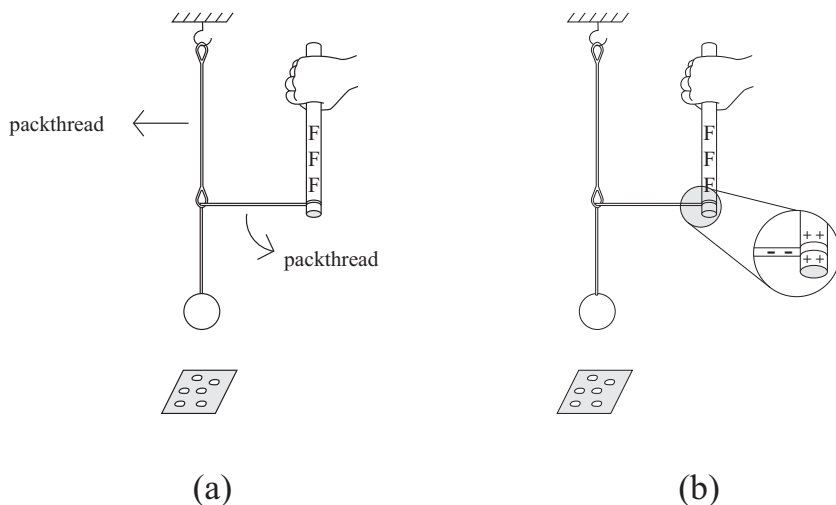 packthread
F
F
F
packthread
(a)
F
F
F
+ +
- -
+ +
(b)